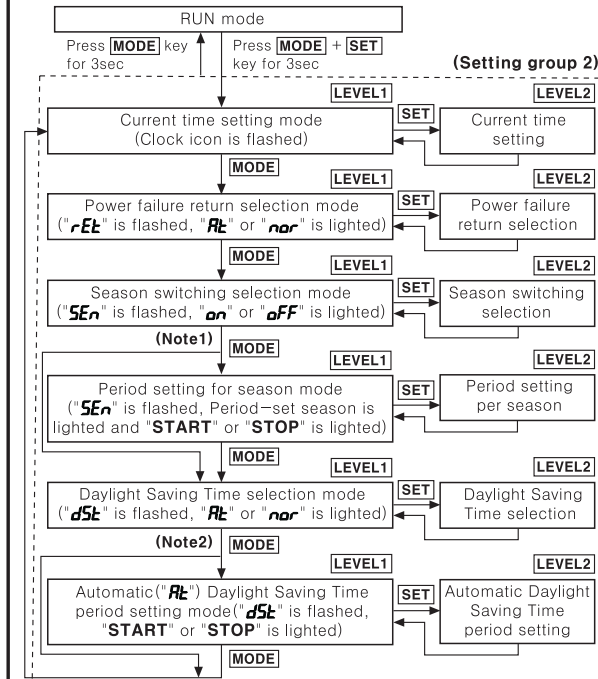 RUN mode
Press MODE key
for 3sec
Press MODE + SET
key for 3sec
(Setting group 2)
LEVEL1
Current time setting mode
(Clock icon is flashed)
SET
LEVEL2
Current time
setting
MODE
LEVEL1
Power failure return selection mode
("rEt" is flashed, "At" or "nor" is lighted)
SET
LEVEL2
Power failure
return selection
MODE
LEVEL1
Season switching selection mode
("SEn" is flashed, "on" or "oFF" is lighted)
SET
LEVEL2
Season switching
selection
(Note1)
MODE
LEVEL1
Period setting for season mode
("SEn" is flashed, Period-set season is
lighted and "START" or "STOP" is lighted)
SET
LEVEL2
Period setting
per season
MODE
LEVEL1
Daylight Saving Time selection mode
("dSt" is flashed, "At" or "nor" is lighted)
SET
LEVEL2
Daylight Saving
Time selection
(Note2)
MODE
LEVEL1
Automatic("At") Daylight Saving Time
period setting mode("dSt" is flashed,
"START" or "STOP" is lighted)
SET
LEVEL2
Automatic Daylight
Saving Time
period setting
MODE